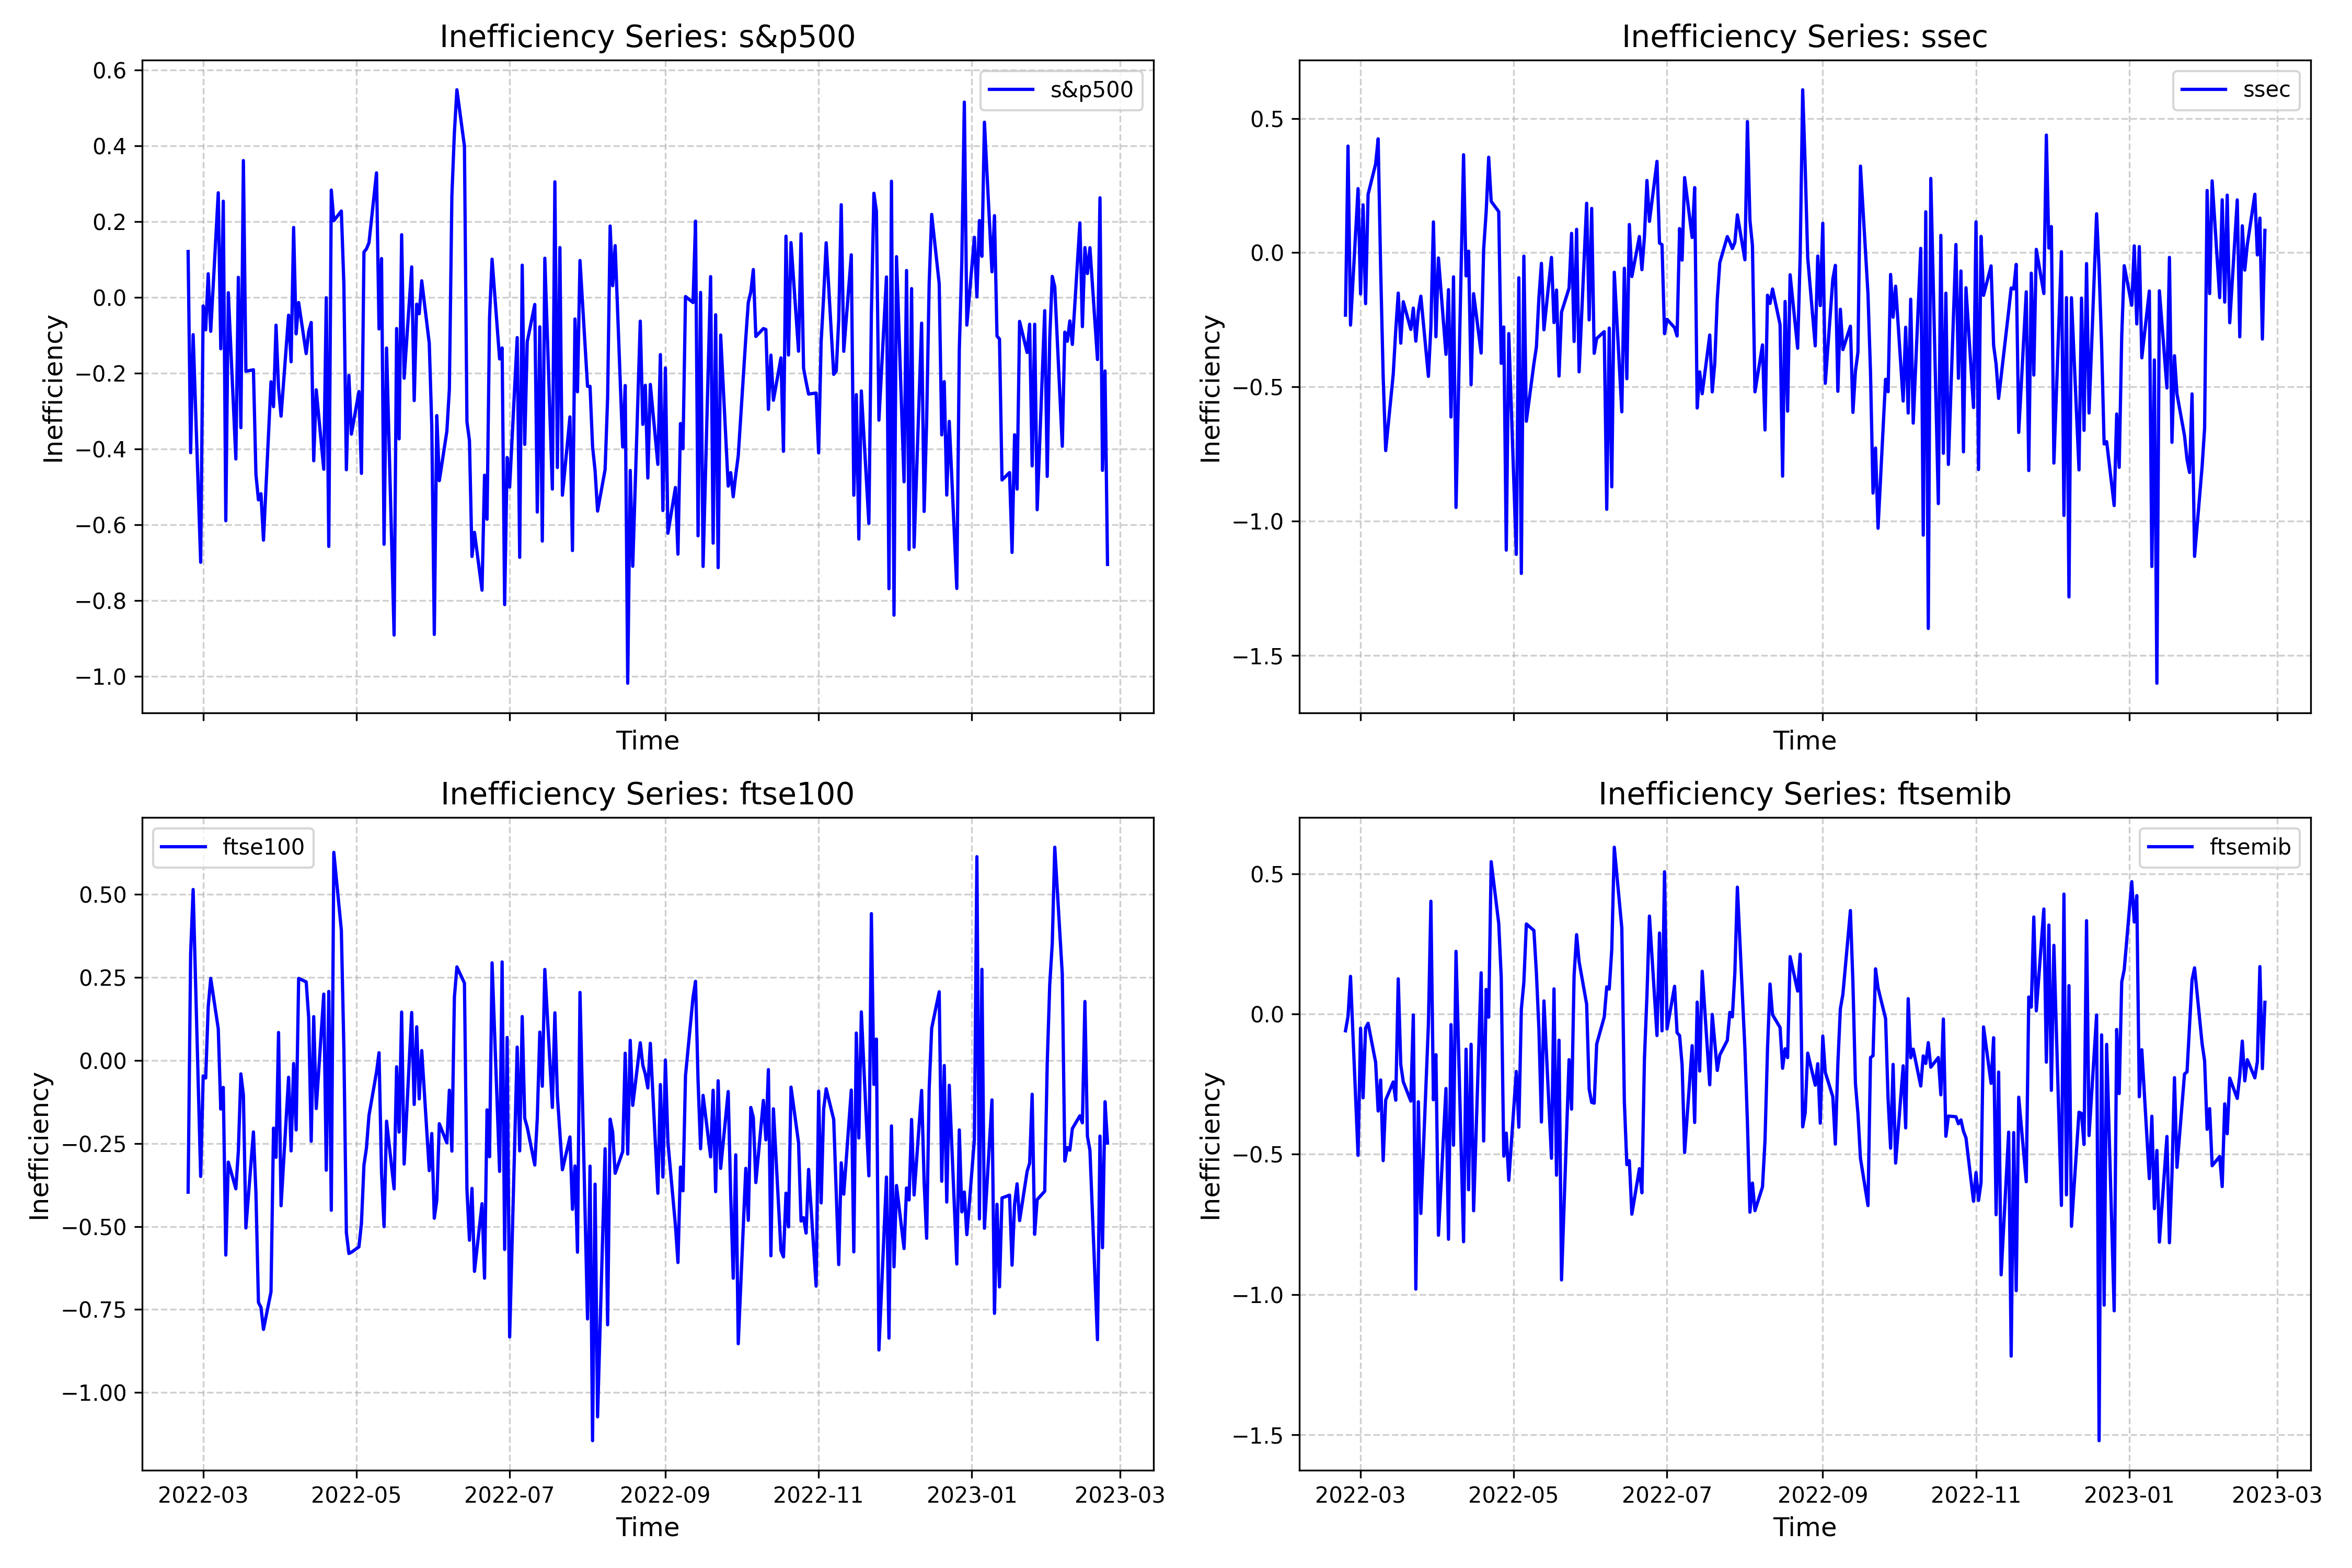 Inefficiency Series: s&p500
s&p500
Inefficiency
0.6
0.4
0.2
0.0
−0.2
−0.4
−0.6
−0.8
−1.0
Time
Inefficiency Series: ssec
ssec
Inefficiency
0.5
0.0
−0.5
−1.0
−1.5
Time
Inefficiency Series: ftse100
ftse100
Inefficiency
0.50
0.25
0.00
−0.25
−0.50
−0.75
−1.00
2022-03 2022-05 2022-07 2022-09 2022-11 2023-01 2023-03
Time
Inefficiency Series: ftsemib
ftsemib
Inefficiency
0.5
0.0
−0.5
−1.0
−1.5
2022-03 2022-05 2022-07 2022-09 2022-11 2023-01 2023-03
Time